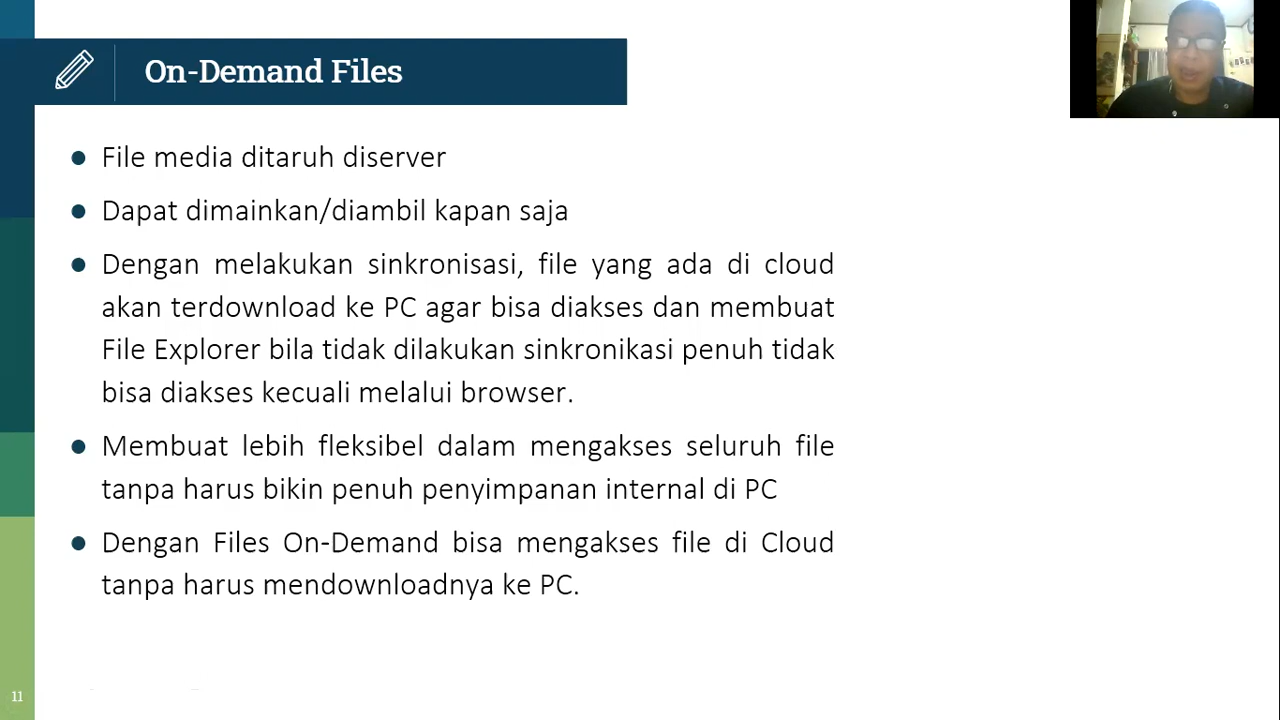 On-Demand Files
● File media ditaruh diserver
● Dapat dimainkan/diambil kapan saja
● Dengan melakukan sinkronisasi, file yang ada di cloud
akan terdownload ke PC agar bisa diakses dan membuat
File Explorer bila tidak dilakukan sinkronikasi penuh tidak
bisa diakses kecuali melalui browser.
● Membuat lebih fleksibel dalam mengakses seluruh file
tanpa harus bikin penuh penyimpanan internal di PC
● Dengan Files On-Demand bisa mengakses file di Cloud
tanpa harus mendownloadnya ke PC.
11